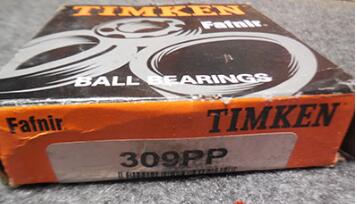 TIMKEN
Fafnir
BALL BEARINGS
Fafnir TIMKEN
309PP